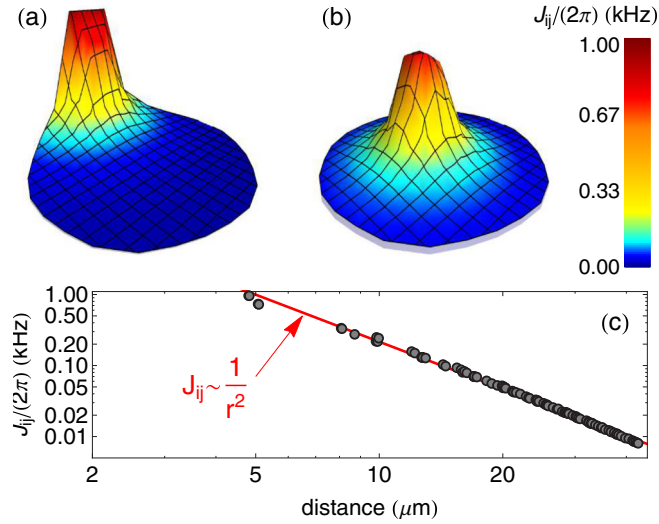 (a)
(b)
J_ij/(2π) (kHz)
1.00
0.67
0.33
0.00
(c)
J_ij/(2π) (kHz)
1.00
0.50
0.20
0.10
0.05
0.02
0.01
J_ij~ 1/r²
2 5 10 20
distance (μm)